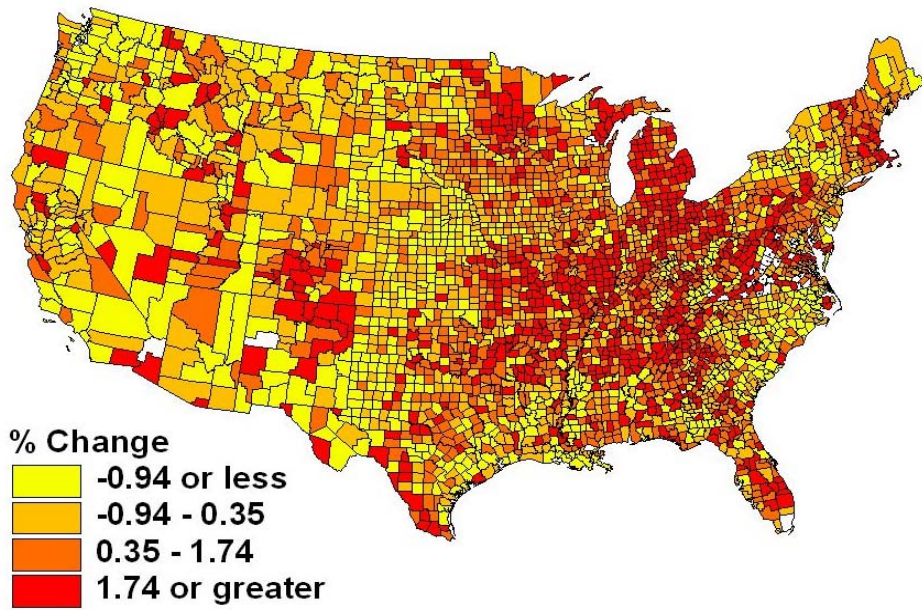 % Change
-0.94 or less
-0.94 - 0.35
0.35 - 1.74
1.74 or greater